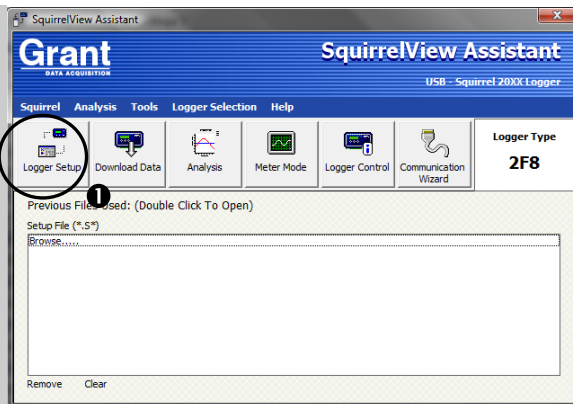 SquirrelView Assistant
Grant
DATA ACQUISITION
SquirrelView Assistant
USB - Squirrel 20XX Logger
Squirrel Analysis Tools Logger Selection Help
Logger Setup
Download Data
Analysis
Meter Mode
Logger Control
Communication
Wizard
Logger Type
2F8
1
Previous Files Used: (Double Click To Open)
Setup File (*.S*)
Browse.....
Remove Clear